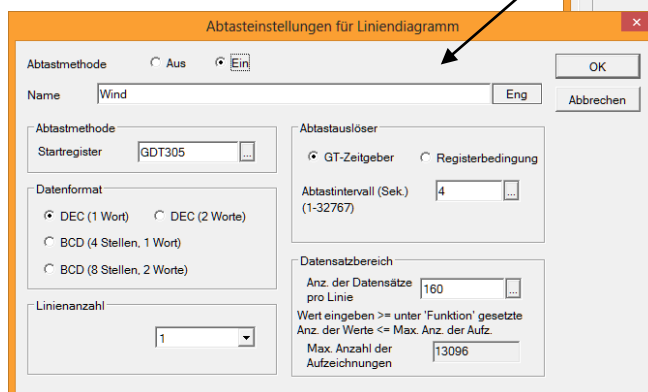 Abtasteinstellungen für Liniendiagramm
×
Abtastmethode Aus Ein
OK
Name Wind Eng
Abbrechen
Abtastmethode
Startregister GDT305 ...
Datenformat
DEC (1 Wort) DEC (2 Worte)
BCD (4 Stellen, 1 Wort)
BCD (8 Stellen, 2 Worte)
Linienanzahl
1
Abtastauslöser
GT-Zeitgeber Registerbedingung
Abtastintervall (Sek.) 4 ...
(1-32767)
Datensatzbereich
Anz. der Datensätze 160 ...
pro Linie
Wert eingeben >= unter 'Funktion' gesetzte
Anz. der Werte <= Max. Anz. der Aufz.
Max. Anzahl der 13096
Aufzeichnungen